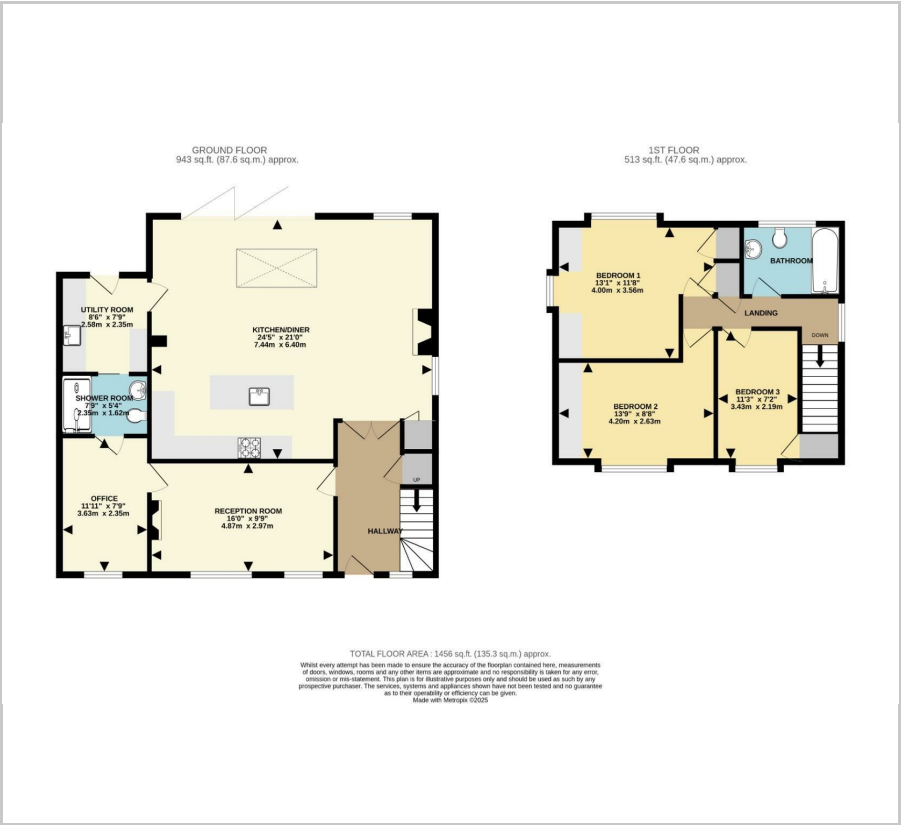 GROUND FLOOR
943 sq.ft. (87.6 sq.m.) approx.
UTILITY ROOM
8'6" x 7'9"
2.58m x 2.35m
KITCHEN/DINER
24'5" x 21'0"
7.44m x 6.40m
SHOWER ROOM
7'9" x 5'4"
2.35m x 1.62m
OFFICE
11'11" x 7'9"
3.63m x 2.35m
RECEPTION ROOM
16'0" x 9'9"
4.87m x 2.97m
HALLWAY
UP
1ST FLOOR
513 sq.ft. (47.6 sq.m.) approx.
BEDROOM 1
13'1" x 11'8"
4.00m x 3.56m
BATHROOM
LANDING
DOWN
BEDROOM 2
13'9" x 8'8"
4.20m x 2.63m
BEDROOM 3
11'3" x 7'2"
3.43m x 2.19m
TOTAL FLOOR AREA : 1456 sq.ft. (135.3 sq.m.) approx.
Whilst every attempt has been made to ensure the accuracy of the floorplan contained here, measurements
of doors, windows, rooms and any other items are approximate and no responsibility is taken for any error,
omission or mis-statement. This plan is for illustrative purposes only and should be used as such by any
prospective purchaser. The services, systems and appliances shown have not been tested and no guarantee
as to their operability or efficiency can be given.
Made with Metropix ©2025